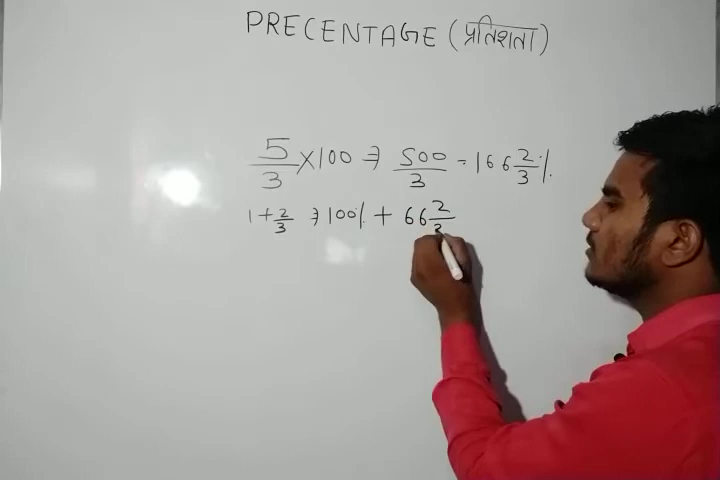 PRECENTAGE (प्रतिशता)
5/3 × 100 ⇒ 500/3 = 166 2/3 %.
1 + 2/3 ⇒ 100% + 66 2/3